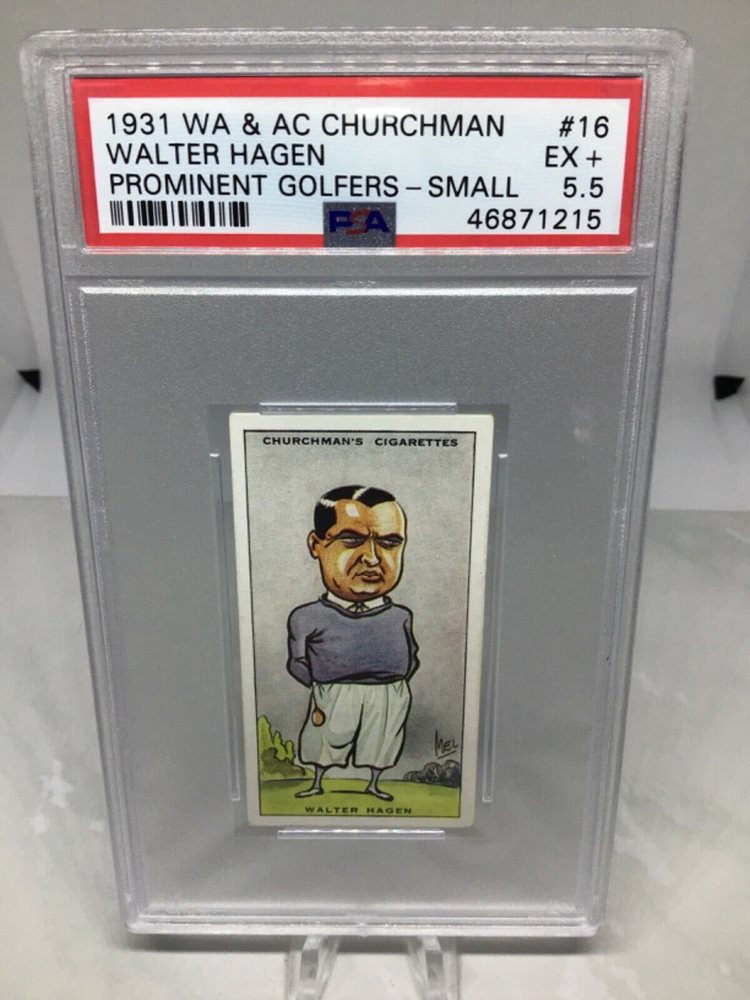 1931 WA & AC CHURCHMAN #16
WALTER HAGEN EX +
PROMINENT GOLFERS – SMALL 5.5
PSA 46871215
CHURCHMAN'S CIGARETTES
MEL
WALTER HAGEN